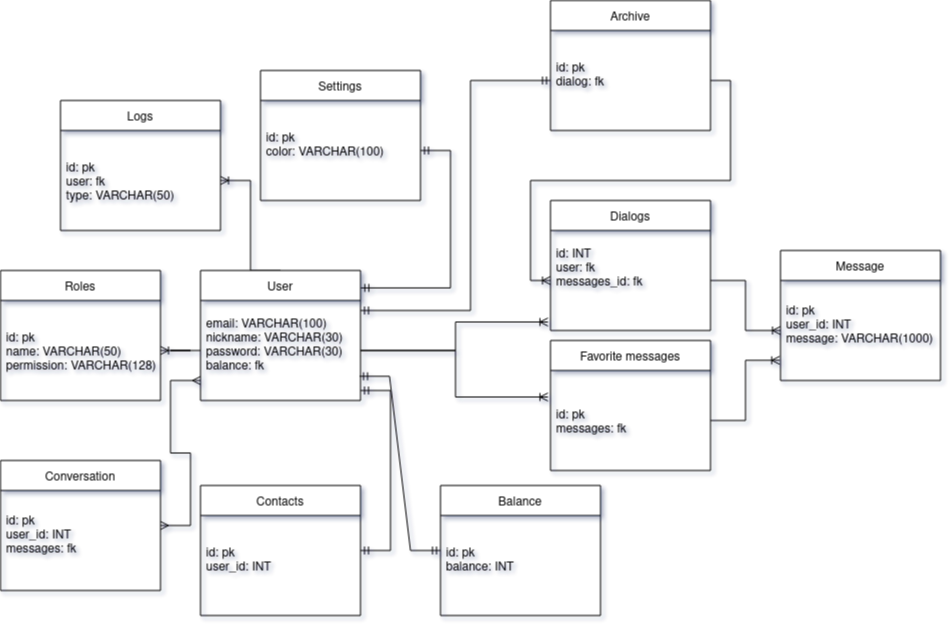 Archive
id: pk
dialog: fk
Settings
id: pk
color: VARCHAR(100)
Logs
id: pk
user: fk
type: VARCHAR(50)
Dialogs
id: INT
user: fk
messages_id: fk
Message
id: pk
user_id: INT
message: VARCHAR(1000)
Roles
id: pk
name: VARCHAR(50)
permission: VARCHAR(128)
User
email: VARCHAR(100)
nickname: VARCHAR(30)
password: VARCHAR(30)
balance: fk
Favorite messages
id: pk
messages: fk
Conversation
id: pk
user_id: INT
messages: fk
Contacts
id: pk
user_id: INT
Balance
id: pk
balance: INT